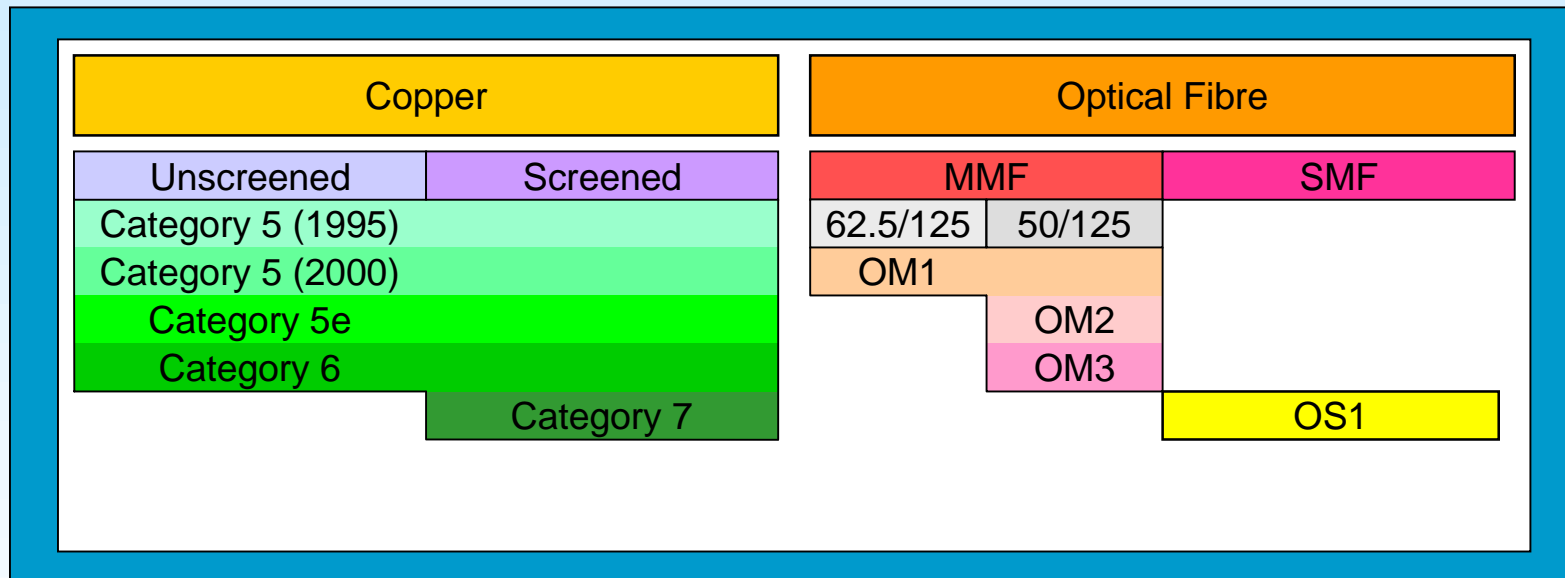 Copper
Unscreened Screened
Category 5 (1995)
Category 5 (2000)
Category 5e
Category 6
Category 7
Optical Fibre
MMF SMF
62.5/125 50/125
OM1
OM2
OM3
OS1